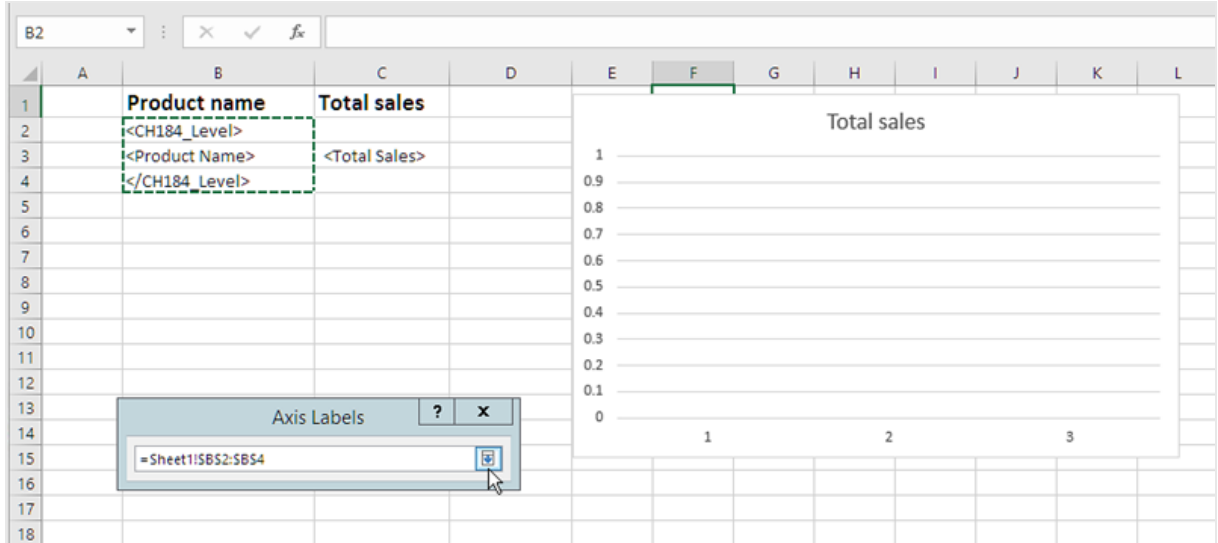 B2 fx
A B C D E F G H I J K L
1 Product name Total sales
2 <CH184_Level>
3 <Product Name> <Total Sales>
4 </CH184_Level>
5
6
7
8
9
10
11
12
13
14
15
16
17
18
Total sales
1
0.9
0.8
0.7
0.6
0.5
0.4
0.3
0.2
0.1
0
1 2 3
Axis Labels ? x
=Sheet1!$B$2:$B$4